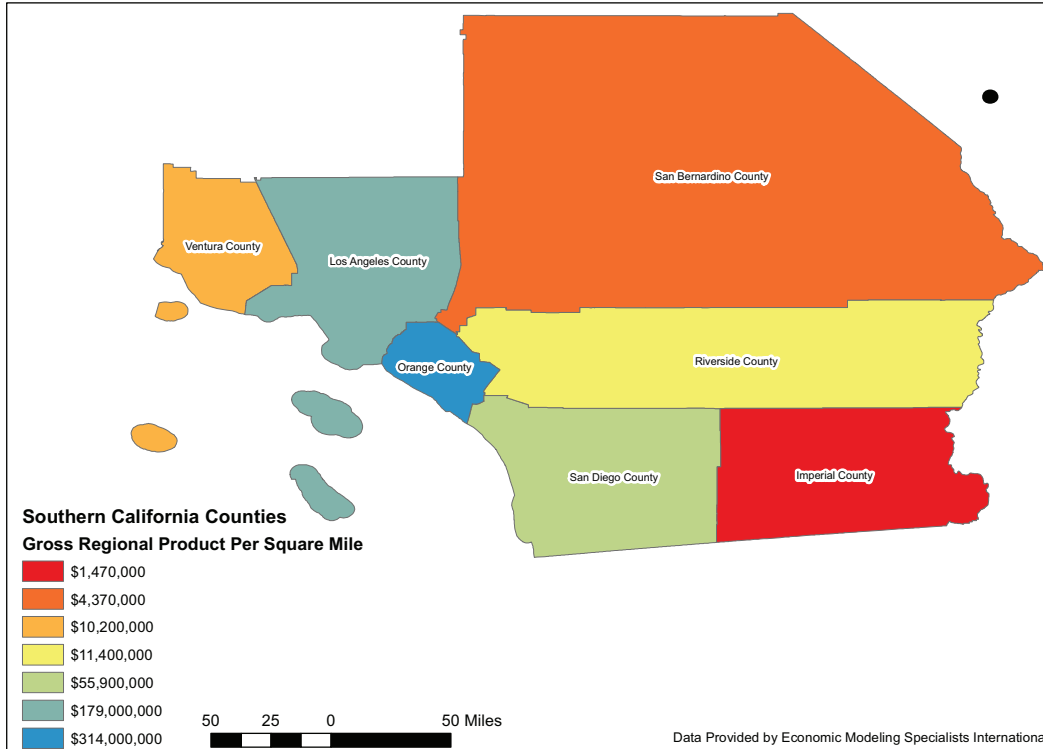 San Bernardino County
Ventura County
Los Angeles County
Orange County
Riverside County
San Diego County
Imperial County
Southern California Counties
Gross Regional Product Per Square Mile
$1,470,000
$4,370,000
$10,200,000
$11,400,000
$55,900,000
$179,000,000
$314,000,000
50 25 0 50 Miles
Data Provided by Economic Modeling Specialists Internationa